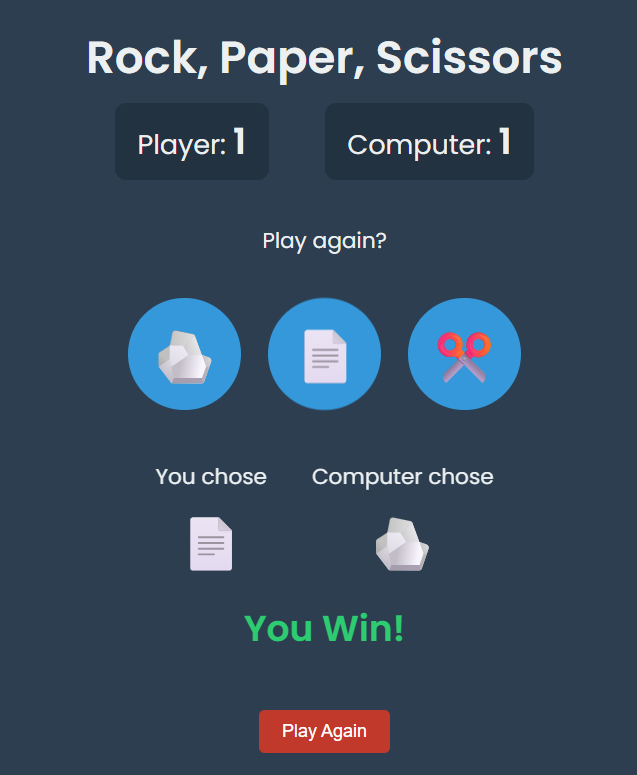 Rock, Paper, Scissors
Player: 1 Computer: 1
Play again?
You chose Computer chose
You Win!
Play Again